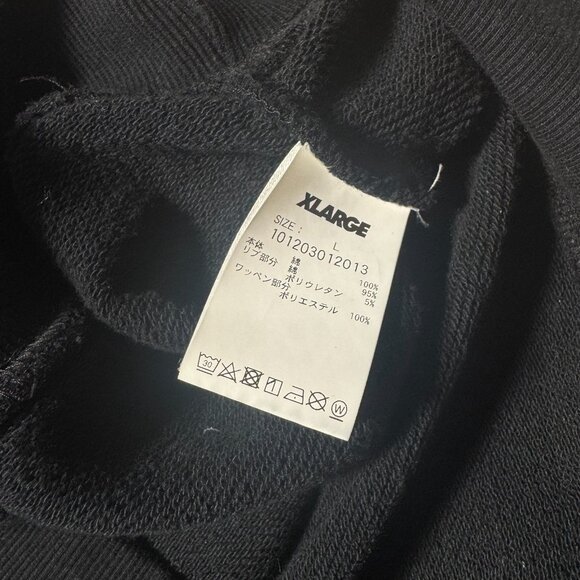 XLARGE
SIZE: L
101203012013
本体 綿 100%
リブ部分 綿 95%
ポリウレタン 5%
ワッペン部分
ポリエステル 100%
30
W